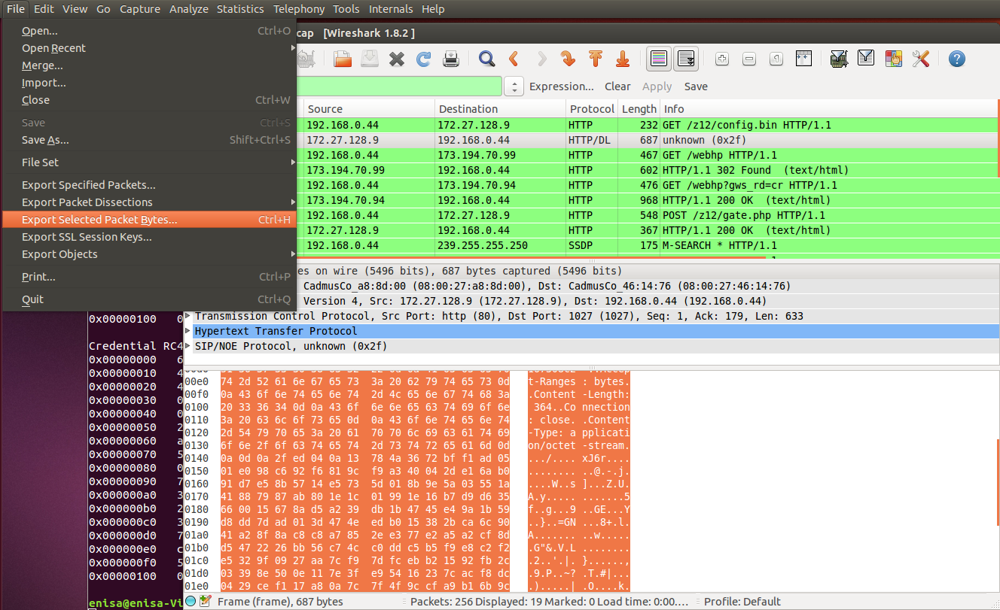 File Edit View Go Capture Analyze Statistics Telephony Tools Internals Help
Open... Ctrl+O
Open Recent
Merge...
Import...
Close Ctrl+W
Save Ctrl+S
Save As... Shift+Ctrl+S
File Set
Export Specified Packets...
Export Packet Dissections
Export Selected Packet Bytes... Ctrl+H
Export SSL Session Keys...
Export Objects
Print... Ctrl+P
Quit Ctrl+Q
cap [Wireshark 1.8.2 ]
Expression... Clear Apply Save
Source Destination Protocol Length Info
192.168.0.44 172.27.128.9 HTTP 232 GET /z12/config.bin HTTP/1.1
172.27.128.9 192.168.0.44 HTTP/DL 687 unknown (0x2f)
192.168.0.44 173.194.70.99 HTTP 467 GET /webhp HTTP/1.1
173.194.70.99 192.168.0.44 HTTP 602 HTTP/1.1 302 Found (text/html)
192.168.0.44 173.194.70.94 HTTP 476 GET /webhp?gws_rd=cr HTTP/1.1
173.194.70.94 192.168.0.44 HTTP 968 HTTP/1.1 200 OK (text/html)
192.168.0.44 172.27.128.9 HTTP 548 POST /z12/gate.php HTTP/1.1
172.27.128.9 192.168.0.44 HTTP 367 HTTP/1.1 200 OK (text/html)
192.168.0.44 239.255.255.250 SSDP 175 M-SEARCH * HTTP/1.1
es on wire (5496 bits), 687 bytes captured (5496 bits)
CadmusCo_a8:8d:00 (08:00:27:a8:8d:00), Dst: CadmusCo_46:14:76 (08:00:27:46:14:76)
Version 4, Src: 172.27.128.9 (172.27.128.9), Dst: 192.168.0.44 (192.168.0.44)
Transmission Control Protocol, Src Port: http (80), Dst Port: 1027 (1027), Seq: 1, Ack: 179, Len: 633
Hypertext Transfer Protocol
SIP/NOE Protocol, unknown (0x2f)
0x00000100 0
Credential RC4
0x00000000 6
0x00000010 4
0x00000020 4
0x00000030 0
0x00000040 0
0x00000050 2
0x00000060 a
0x00000070 5
0x00000080 0
0x00000090 7
0x000000a0 3
0x000000b0 2
0x000000c0 3
0x000000d0 7
0x000000e0 c
0x000000f0 5
0x00000100 0
enisa@enisa-Vi
00e0 74 2d 52 61 6e 67 65 73 3a 20 62 79 74 65 73 0d t-Ranges : bytes.
00f0 0a 43 6f 6e 74 65 6e 74 2d 4c 65 6e 67 74 68 3a .Content -Length:
0100 20 33 36 34 0d 0a 43 6f 6e 6e 65 63 74 69 6f 6e 364..Co nnection
0110 3a 20 63 6c 6f 73 65 0d 0a 43 6f 6e 74 65 6e 74 : close. .Content
0120 2d 54 79 70 65 3a 20 61 70 70 6c 69 63 61 74 69 -Type: a pplicati
0130 6f 6e 2f 6f 63 74 65 74 2d 73 74 72 65 61 6d 0d on/octet -stream.
0140 0a 0d 0a 2f ed 04 0a 13 78 4a 36 72 bf f1 ad 05 .../.... xJ6r....
0150 01 e0 98 c6 92 f6 81 9c f9 a3 40 04 2d e1 6a b0 ........ ..@.-.j.
0160 91 d7 e5 8b 57 14 e5 73 5d 01 8b 9e 5a 03 55 1a ....W..s ]...Z.U.
0170 41 88 79 87 ab 80 1e 1c 01 99 1e 16 b7 d9 d6 35 A.y..... .......5
0180 66 00 15 67 8a d5 a2 39 db 1b 47 45 e4 9a 1b 59 f..g...9 ..GE...Y
0190 d8 dd 7d ad 01 3d 47 4e ed b0 15 38 2b ca 6c 90 ..}..=GN ...8+.l.
01a0 41 a2 8f 8a c8 c8 a7 85 2e e3 77 e2 a5 a2 cf 8d A....... ..w.....
01b0 d5 47 22 26 bb 56 c7 4c c0 dd c5 b5 f9 e8 c2 f2 .G"&.V.L ........
01c0 e5 32 9f 09 27 aa 7c f9 7d fc eb b2 15 92 fb 2c .2..'.|. }......,
01d0 03 39 8e 50 0e 11 7e 3f e9 54 16 23 7c ac f8 dc .9.P..~? .T.#|...
01e0 04 29 ce f1 17 a8 0a 7c 7f 4f 9c cf a9 b1 6b 9c .).....| .O....k.
Frame (frame), 687 bytes Packets: 256 Displayed: 19 Marked: 0 Load time: 0:00.... Profile: Default